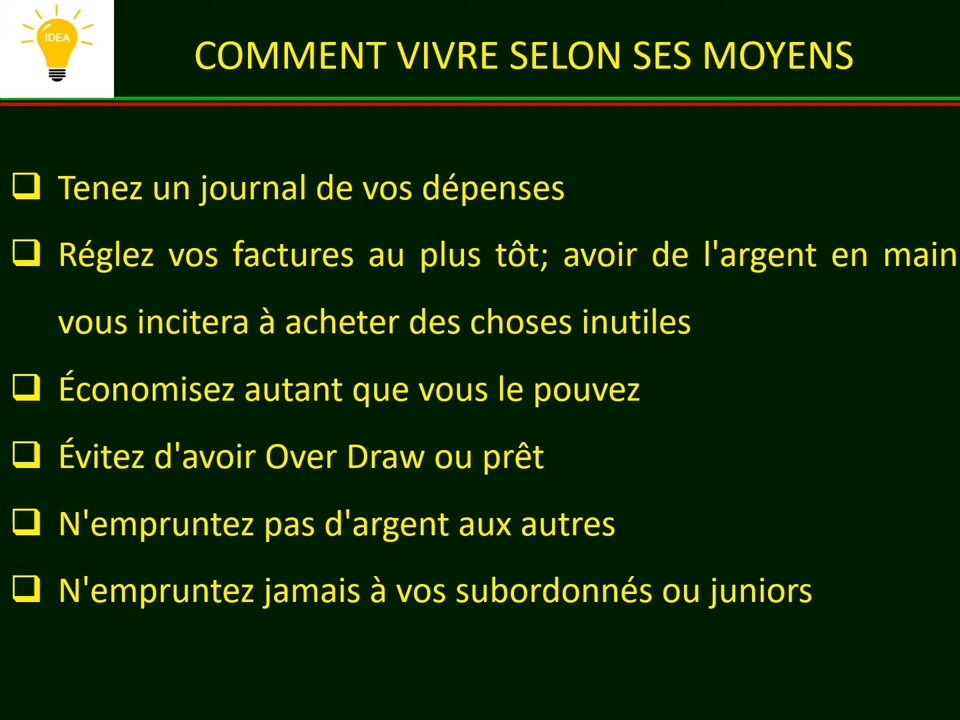 IDEA
COMMENT VIVRE SELON SES MOYENS
Tenez un journal de vos dépenses
Réglez vos factures au plus tôt; avoir de l'argent en main
vous incitera à acheter des choses inutiles
Économisez autant que vous le pouvez
Évitez d'avoir Over Draw ou prêt
N'empruntez pas d'argent aux autres
N'empruntez jamais à vos subordonnés ou juniors